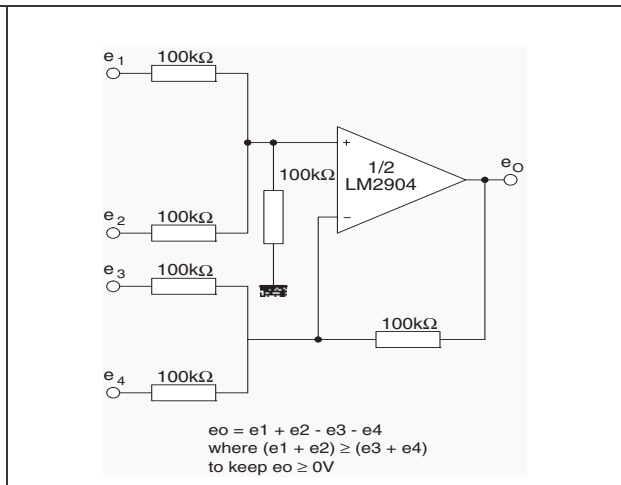 e1
100kΩ
1/2
LM2904
+
eO
100kΩ
e2
100kΩ
–
e3
100kΩ
100kΩ
e4
100kΩ
eo = e1 + e2 - e3 - e4
where (e1 + e2) ≥ (e3 + e4)
to keep eo ≥ 0V